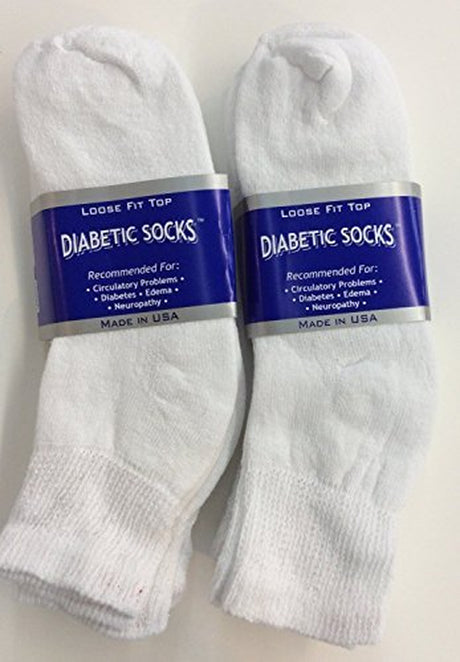 LOOSE FIT TOP
DIABETIC SOCKS™
Recommended For:
• Circulatory Problems •
• Diabetes • Edema •
• Neuropathy •
MADE IN USA
LOOSE FIT TOP
DIABETIC SOCKS
Recommended For:
• Circulatory Problems •
• Diabetes • Edema •
• Neuropathy •
MADE IN USA